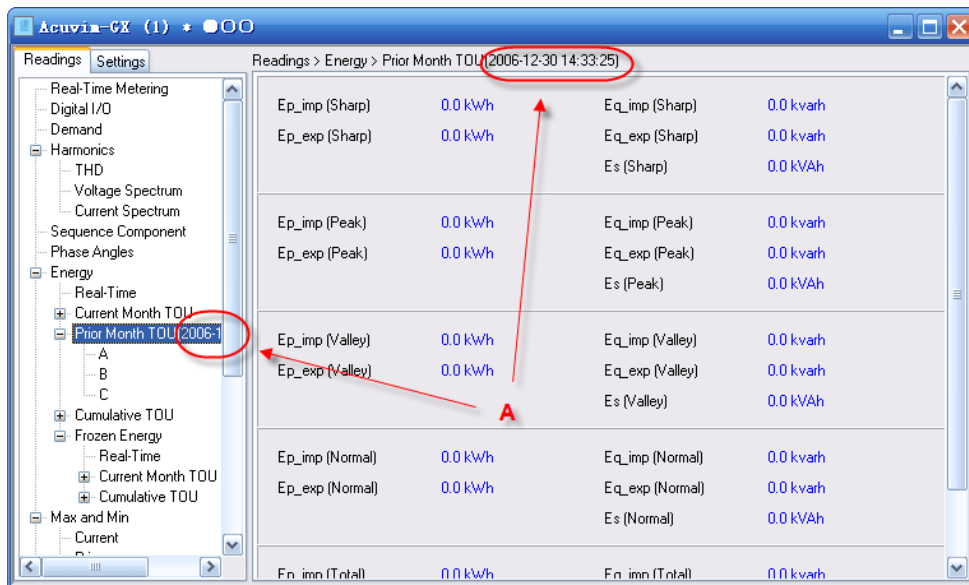 Acuvim-GX (1) *
Readings Settings
Readings > Energy > Prior Month TOU(2006-12-30 14:33:25)
Real-Time Metering
Digital I/O
Demand
Harmonics
THD
Voltage Spectrum
Current Spectrum
Sequence Component
Phase Angles
Energy
Real-Time
Current Month TOU
Prior Month TOU(2006-1
A
B
C
Cumulative TOU
Frozen Energy
Real-Time
Current Month TOU
Cumulative TOU
Max and Min
Current
Ep_imp (Sharp) 0.0 kWh Eq_imp (Sharp) 0.0 kvarh
Ep_exp (Sharp) 0.0 kWh Eq_exp (Sharp) 0.0 kvarh
Es (Sharp) 0.0 kVAh
Ep_imp (Peak) 0.0 kWh Eq_imp (Peak) 0.0 kvarh
Ep_exp (Peak) 0.0 kWh Eq_exp (Peak) 0.0 kvarh
Es (Peak) 0.0 kVAh
Ep_imp (Valley) 0.0 kWh Eq_imp (Valley) 0.0 kvarh
Ep_exp (Valley) 0.0 kWh Eq_exp (Valley) 0.0 kvarh
Es (Valley) 0.0 kVAh
A
Ep_imp (Normal) 0.0 kWh Eq_imp (Normal) 0.0 kvarh
Ep_exp (Normal) 0.0 kWh Eq_exp (Normal) 0.0 kvarh
Es (Normal) 0.0 kVAh
Ep_imp (Total) 0.0 kWh Eq_imp (Total) 0.0 kvarh